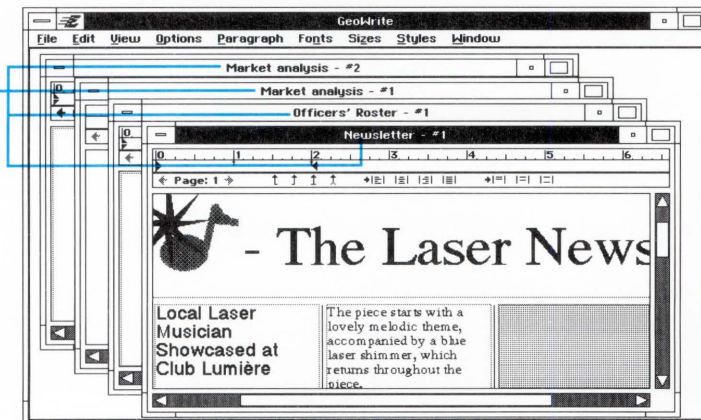 GeoWrite
File Edit View Options Paragraph Fonts Sizes Styles Window
Market analysis - #2
Market analysis - #1
Officers' Roster - #1
Newsletter - #1
0 1 2 3 4 5 6
Page: 1
- The Laser News
Local Laser
Musician
Showcased at
Club Lumière
The piece starts with a
lovely melodic theme,
accompanied by a blue
laser shimmer, which
returns throughout the
piece.